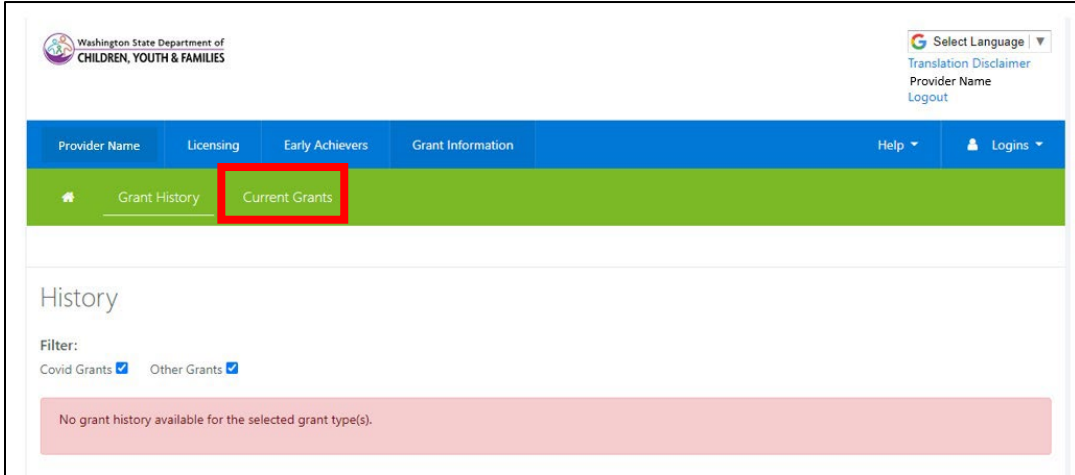 Washington State Department of
CHILDREN, YOUTH & FAMILIES
G Select Language ▼
Translation Disclaimer
Provider Name
Logout
Provider Name Licensing Early Achievers Grant Information Help Logins
Grant History Current Grants
History
Filter:
Covid Grants Other Grants
No grant history available for the selected grant type(s).